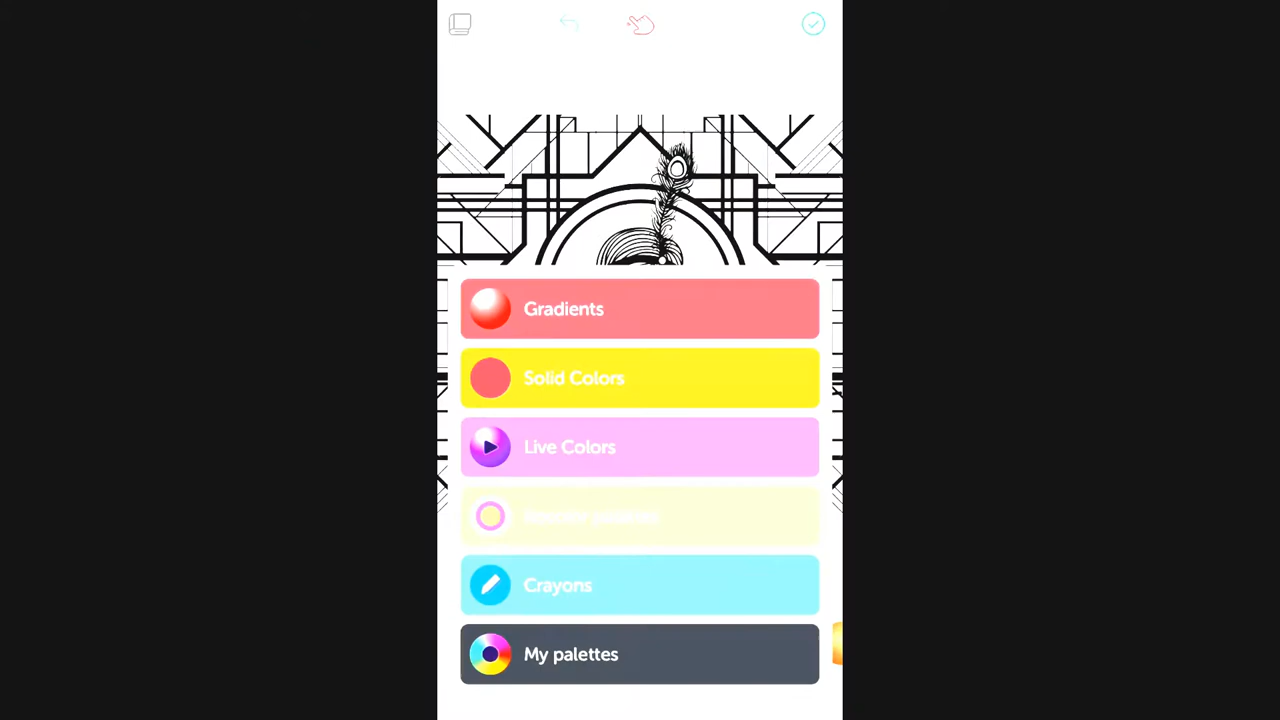 Gradients
Solid Colors
Live Colors
Crayons
My palettes